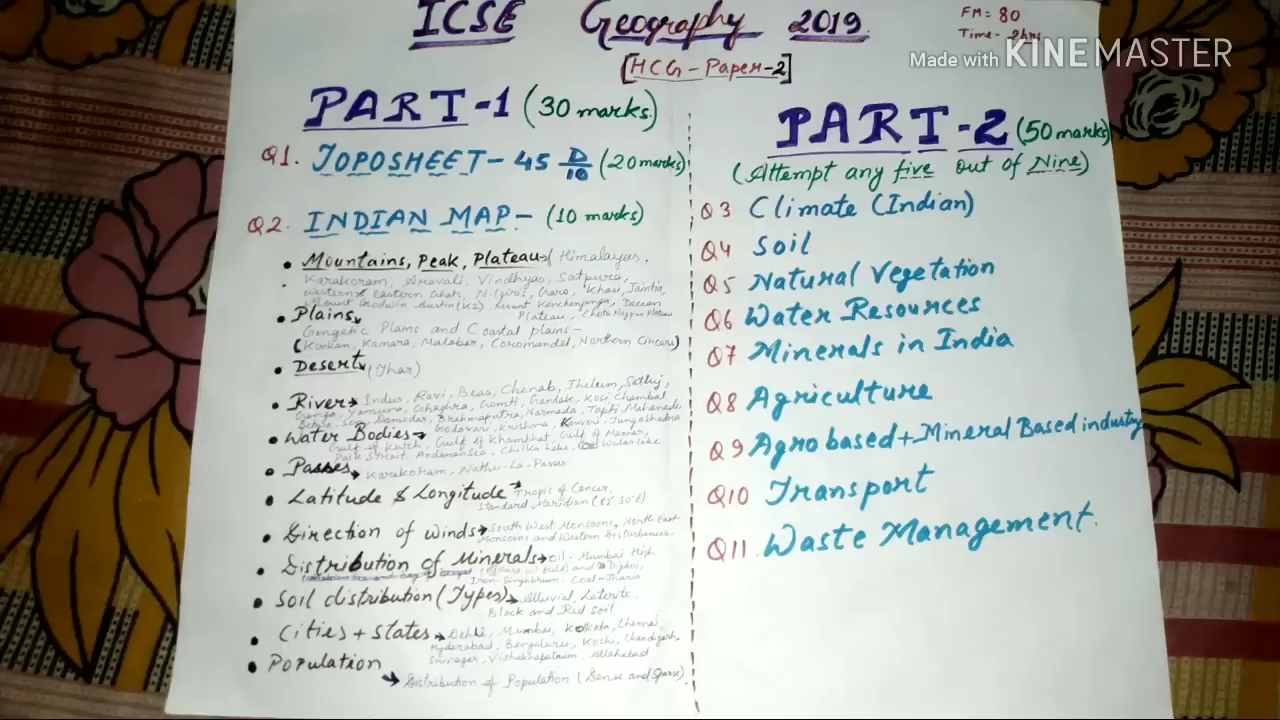 ICSE Geography 2019
FM = 80
Time - 2hrs
Made with KINEMASTER
[HCG - Paper - 2]
PART-1 (30 marks)
Q1. TOPOSHEET - 45 D/10 (20 marks)
Q2. INDIAN MAP - (10 marks)
• Mountains, Peak, Plateau (Himalayas,
Karakoram, Aravali, Vindhyas, Satpura,
Western & eastern Ghats, Nilgiris, Garo, Khasi, Jaintia,
Mount Godwin Austin (K2), Mount Kanchenjunga, Deccan
Plateau, Chota Nagpur Plateau
• Plains
Gangetic Plains and Coastal plains -
(Konkan, Kanara, Malabar, Coromandel, Northern Circars)
• Desert (Thar)
• River → Indus, Ravi, Beas, Chenab, Jhelum, Satluj,
Ganga, Yamuna, Ghaghra, Gomti, Gandak, Kosi, Chambal
Betwa, Son, Damodar, Brahmaputra, Narmada, Tapti, Mahanadi,
Godavari, Krishna, Kaveri, Tungabhadra
• Water Bodies → Gulf of Khambhat, Gulf of Mannar,
Gulf of Kutch, Palk Strait, Andaman Sea, Chilka Lake, Wular lake
• Passes → Karakoram, Nathu-La-Passes
• Latitude & Longitude → Tropic of Cancer,
Standard Meridian (82° 30'E)
• Direction of winds → South West Monsoons, North East
Monsoons and Western Disturbances
• Distribution of Minerals → Oil - Mumbai High
(offshore oil field) and Digboi,
Iron-Singhbhum. Coal-Jharia
• Soil distribution (Types) → Alluvial, Laterite,
Black and Red Soil
• Cities + States → Delhi, Mumbai, Kolkata, Chennai,
Hyderabad, Bengaluru, Kochi, Chandigarh,
Srinagar, Vishakhapatnam, Allahabad
• Population
→ Distribution of Population (Dense and Sparse)
PART-2 (50 marks)
(Attempt any five out of Nine)
Q3 Climate (Indian)
Q4 Soil
Q5 Natural Vegetation
Q6 Water Resources
Q7 Minerals in India
Q8 Agriculture
Q9 Agro based + Mineral Based industry
Q10 Transport
Q11 Waste Management.